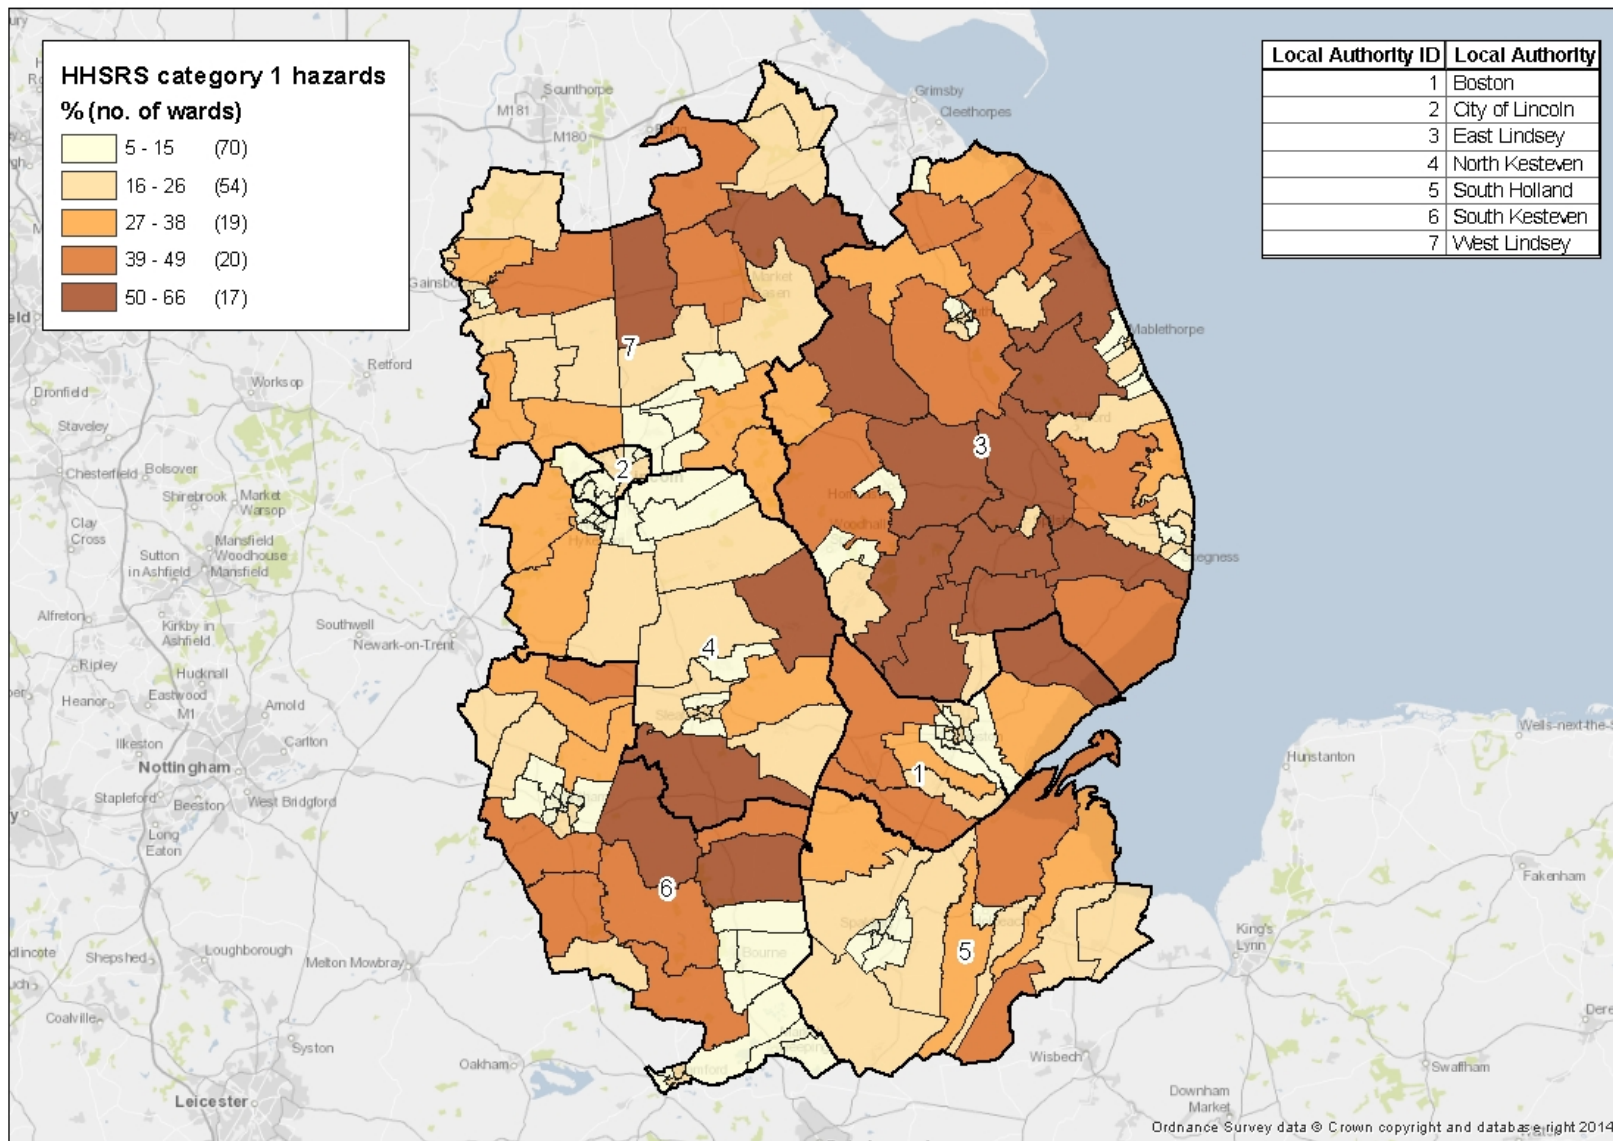 HHSRS category 1 hazards
% (no. of wards)
5 - 15 (70)
16 - 26 (54)
27 - 38 (19)
39 - 49 (20)
50 - 66 (17)
Local Authority ID Local Authority
1 Boston
2 City of Lincoln
3 East Lindsey
4 North Kesteven
5 South Holland
6 South Kesteven
7 West Lindsey
Scunthorpe
M181
M180
Grimsby
Cleethorpes
Mablethorpe
7
Retford
Worksop
Dronfield
Staveley
3
Chesterfield
Bolsover
2
Shirebrook
Market
Warsop
Clay
Cross
Mansfield
Woodhouse
Mansfield
Sutton
in Ashfield
Alfreton
Kirkby in
Ashfield
Southwell
Newark-on-Trent
4
Ripley
Hucknall
Heanor
Eastwood
M1
Arnold
Ilkeston
Carlton
Wells-next-the-S
Hunstanton
Nottingham
1
Stapleford
Beeston
West Bridgford
Long
Eaton
6
Fakenham
King's
Lynn
5
Loughborough
Shepshed
Melton Mowbray
Bourne
Coalville
Syston
Oakham
Wisbech
Swaffham
Downham
Market
Leicester
Ordnance Survey data © Crown copyright and database right 2014